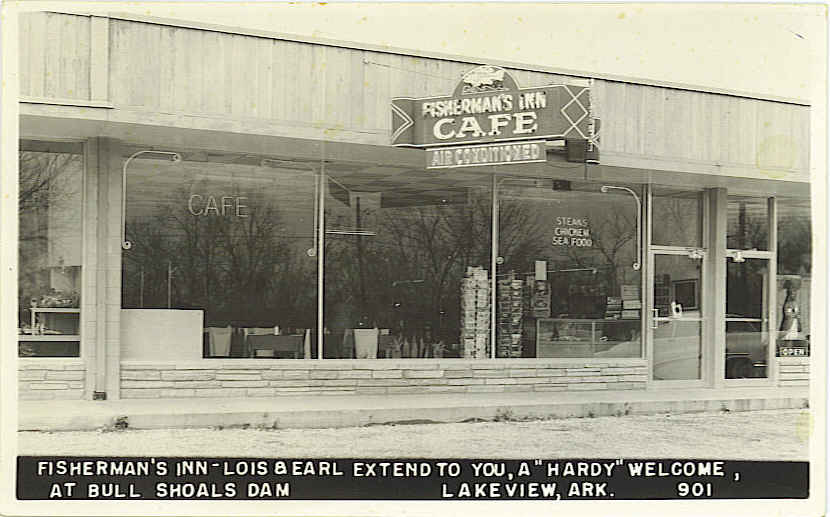 FISHERMAN'S INN
CAFE
AIR CONDITIONED
CAFE
STEAKS
CHICKEN
SEA FOOD
OPEN
FISHERMAN'S INN-LOIS & EARL EXTEND TO YOU, A "HARDY" WELCOME,
AT BULL SHOALS DAM LAKEVIEW, ARK. 901